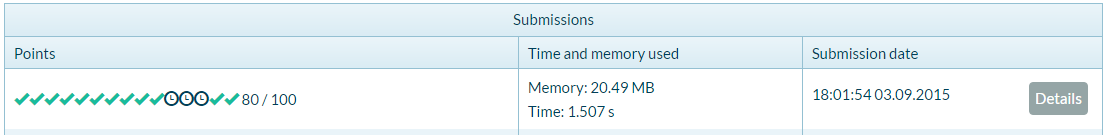 Submissions
Points
Time and memory used
Submission date
80 / 100
Memory: 20.49 MB
Time: 1.507 s
18:01:54 03.09.2015
Details